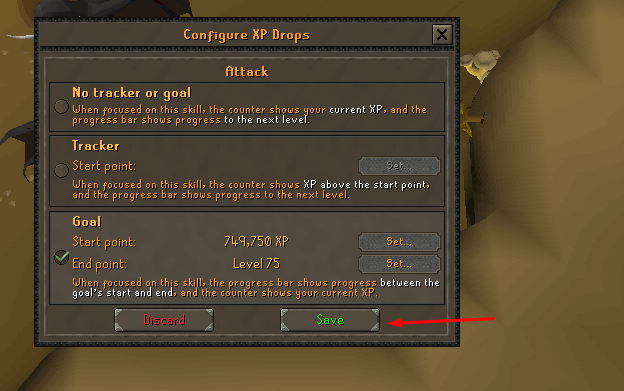 Configure XP Drops
Attack
No tracker or goal
When focused on this skill, the counter shows your current XP, and the
progress bar shows progress to the next level.
Tracker
Start point:
Set...
When focused on this skill, the counter shows XP above the start point,
and the progress bar shows progress to the next level.
Goal
Start point: 749,750 XP Set...
End point: Level 75 Set...
When focused on this skill, the progress bar shows progress between the
goal's start and end, and the counter shows your current XP.
Discard Save